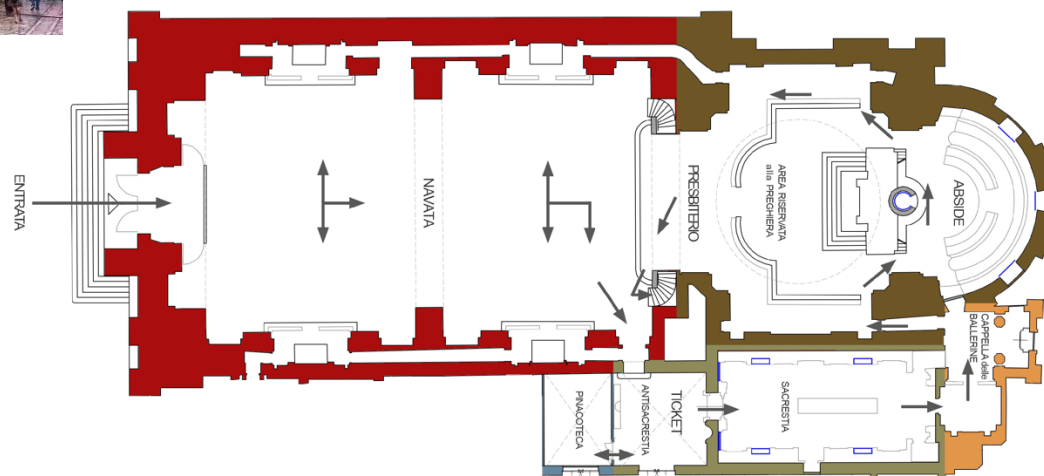 ENTRATA
NAVATA
PRESBITERIO
AREA RISERVATA
alla PREGHIERA
ABSIDE
CAPPELLA delle
BALLERINE
SACRESTIA
TICKET
ANTISACRESTIA
PINACOTECA